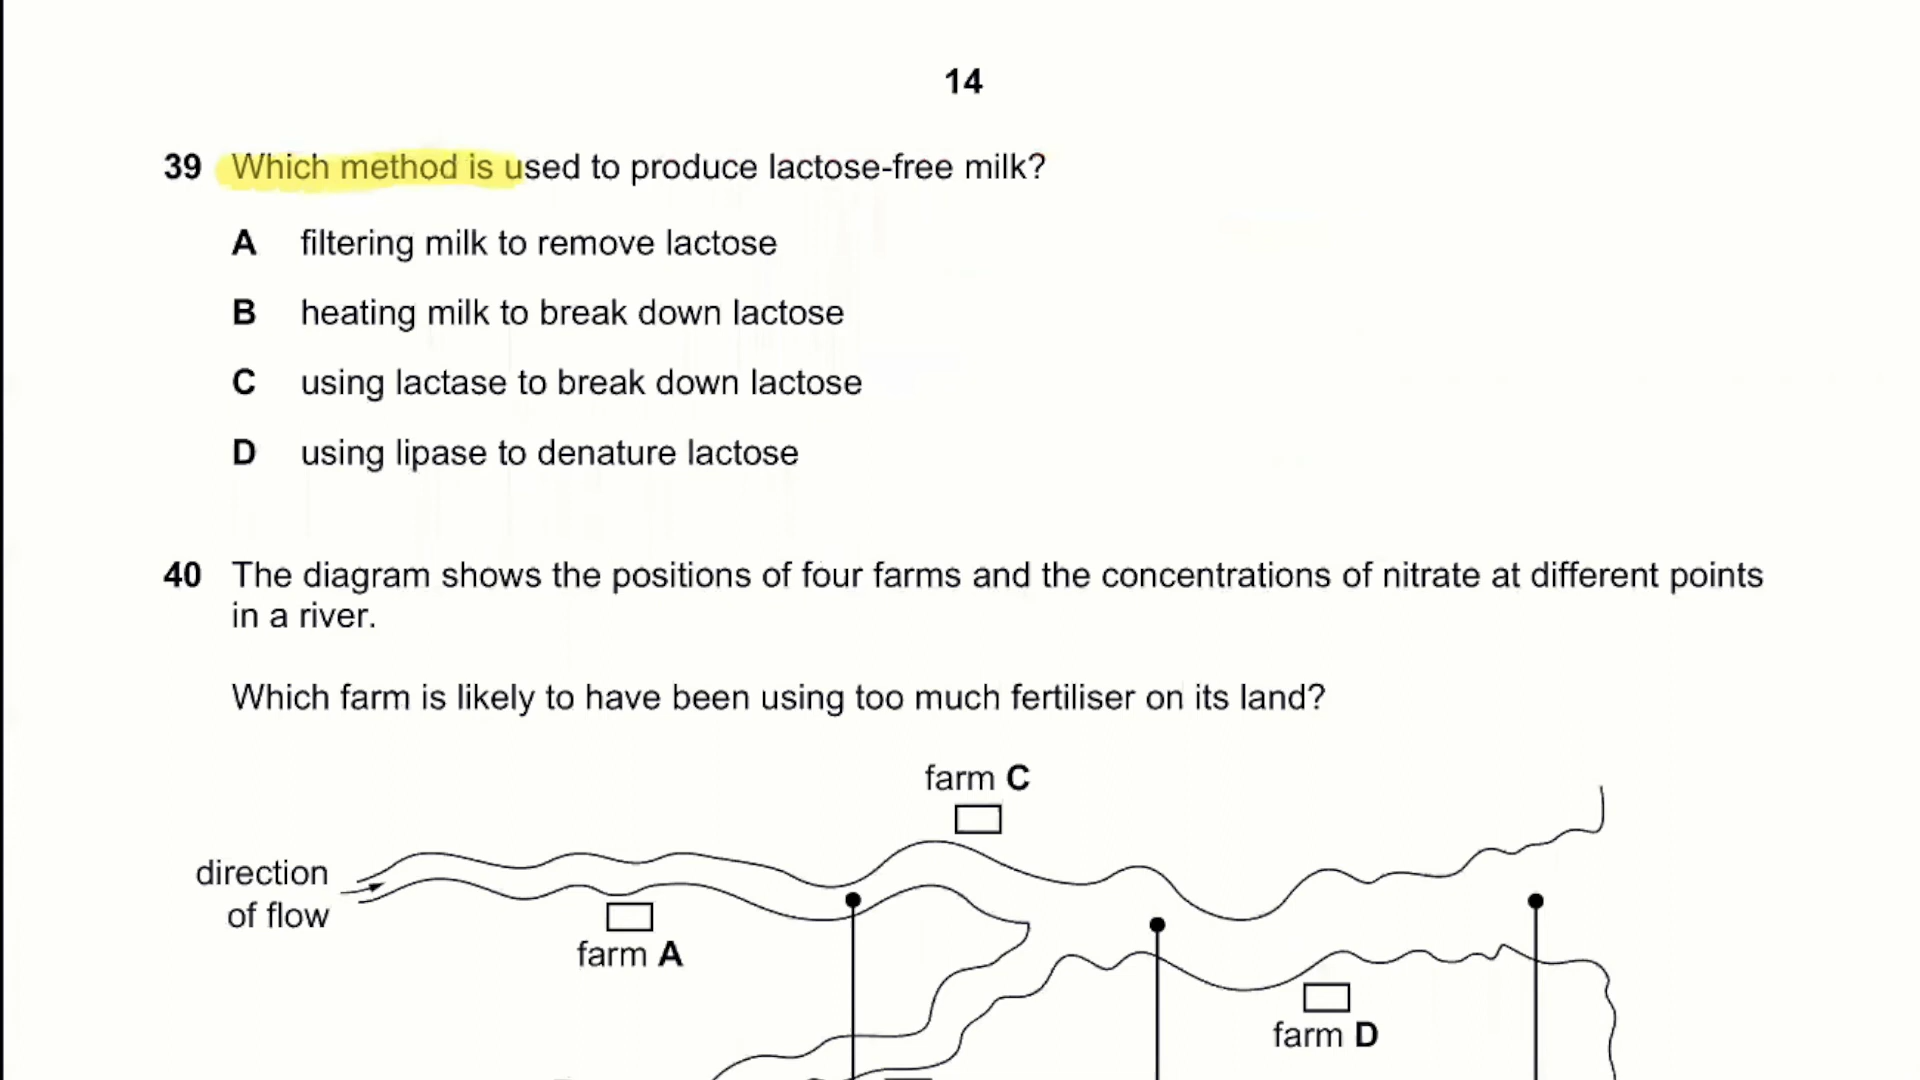 14
39 Which method is used to produce lactose-free milk?
A filtering milk to remove lactose
B heating milk to break down lactose
C using lactase to break down lactose
D using lipase to denature lactose
40 The diagram shows the positions of four farms and the concentrations of nitrate at different points
in a river.
Which farm is likely to have been using too much fertiliser on its land?
farm C
direction
of flow
farm A
farm D